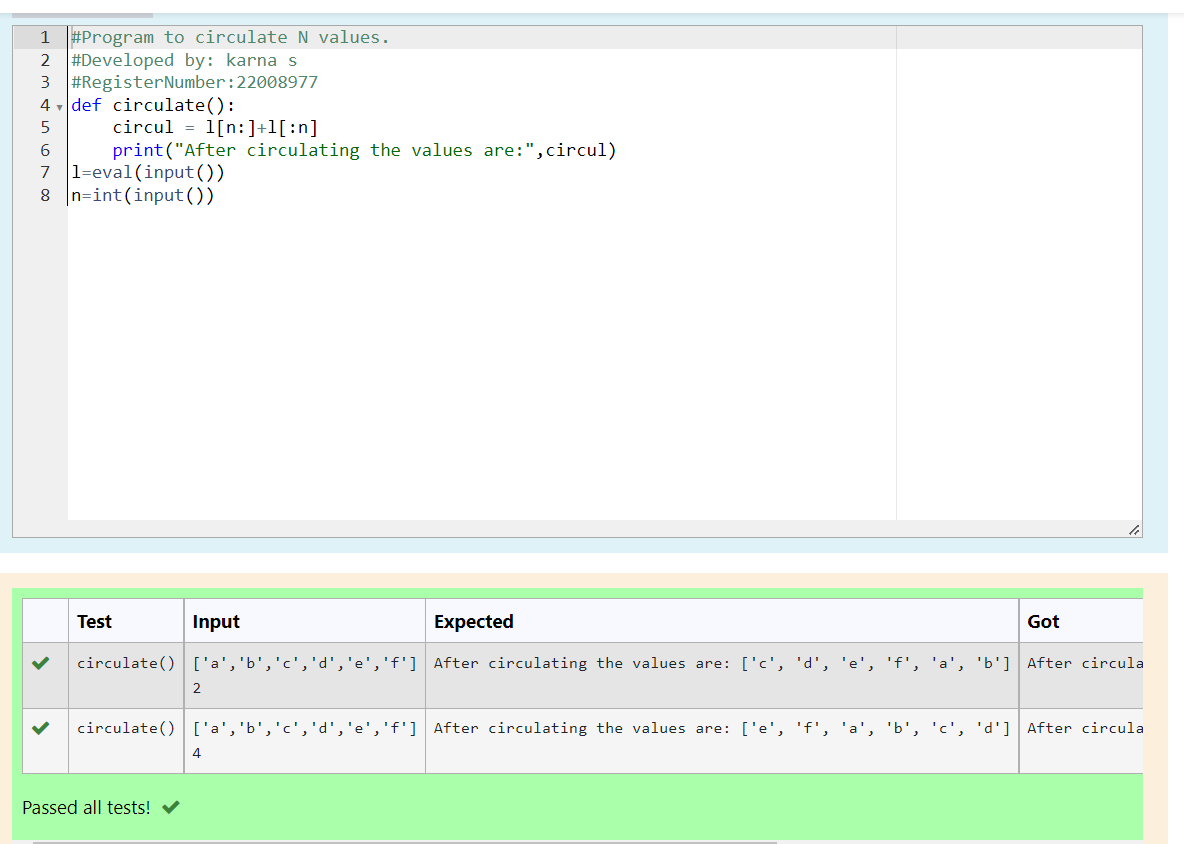 1 #Program to circulate N values.
2 #Developed by: karna s
3 #RegisterNumber:22008977
4 def circulate():
5     circul = l[n:]+l[:n]
6     print("After circulating the values are:",circul)
7 l=eval(input())
8 n=int(input())
Test Input Expected Got
circulate() ['a','b','c','d','e','f'] After circulating the values are: ['c', 'd', 'e', 'f', 'a', 'b'] After circula
2
circulate() ['a','b','c','d','e','f'] After circulating the values are: ['e', 'f', 'a', 'b', 'c', 'd'] After circula
4
Passed all tests!